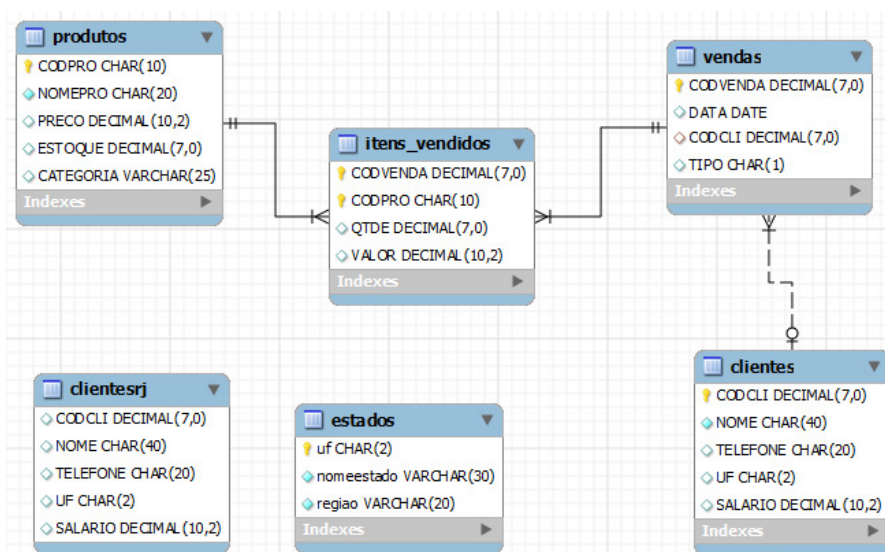 produtos
CODPRO CHAR(10)
NOMEPRO CHAR(20)
PRECO DECIMAL(10,2)
ESTOQUE DECIMAL(7,0)
CATEGORIA VARCHAR(25)
Indexes
itens_vendidos
CODVENDA DECIMAL(7,0)
CODPRO CHAR(10)
QTDE DECIMAL(7,0)
VALOR DECIMAL(10,2)
Indexes
vendas
CODVENDA DECIMAL(7,0)
DATA DATE
CODCLI DECIMAL(7,0)
TIPO CHAR(1)
Indexes
clientesrj
CODCLI DECIMAL(7,0)
NOME CHAR(40)
TELEFONE CHAR(20)
UF CHAR(2)
SALARIO DECIMAL(10,2)
estados
uf CHAR(2)
nomeestado VARCHAR(30)
regiao VARCHAR(20)
Indexes
clientes
CODCLI DECIMAL(7,0)
NOME CHAR(40)
TELEFONE CHAR(20)
UF CHAR(2)
SALARIO DECIMAL(10,2)
Indexes